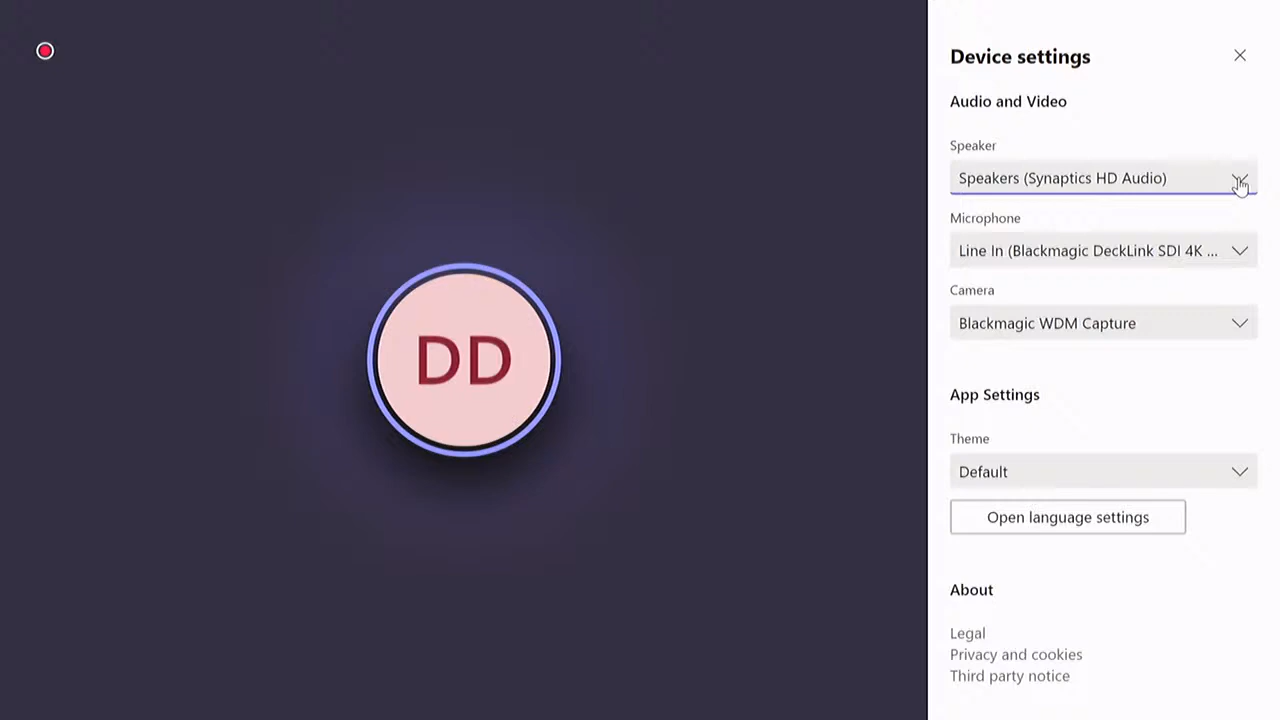 DD
Device settings
Audio and Video
Speaker
Speakers (Synaptics HD Audio)
Microphone
Line In (Blackmagic DeckLink SDI 4K ...
Camera
Blackmagic WDM Capture
App Settings
Theme
Default
Open language settings
About
Legal
Privacy and cookies
Third party notice